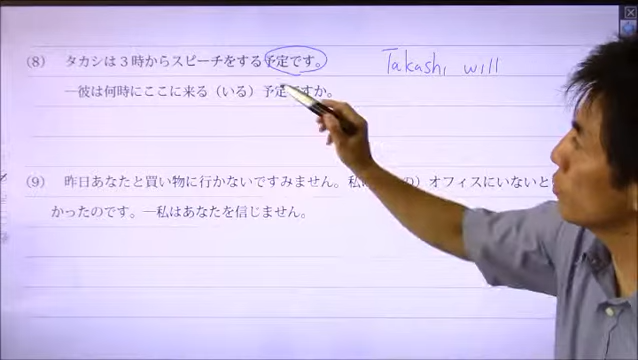 (8) タカシは3時からスピーチをする予定です。 Takashi will
―彼は何時にここに来る（いる）予定ですか。
(9) 昨日あなたと買い物に行かないですみません。私 の）オフィスにいないと
かったのです。―私はあなたを信じません。